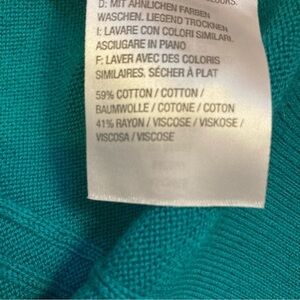 COLOURS.
D: MIT ÄHNLICHEN FARBEN
WASCHEN. LIEGEND TROCKNEN
I: LAVARE CON COLORI SIMILARI.
ASCIUGARE IN PIANO
F: LAVER AVEC DES COLORIS
SIMILAIRES. SÉCHER À PLAT
59% COTTON / COTTON /
BAUMWOLLE / COTONE / COTON
41% RAYON / VISCOSE / VISKOSE /
VISCOSA / VISCOSE